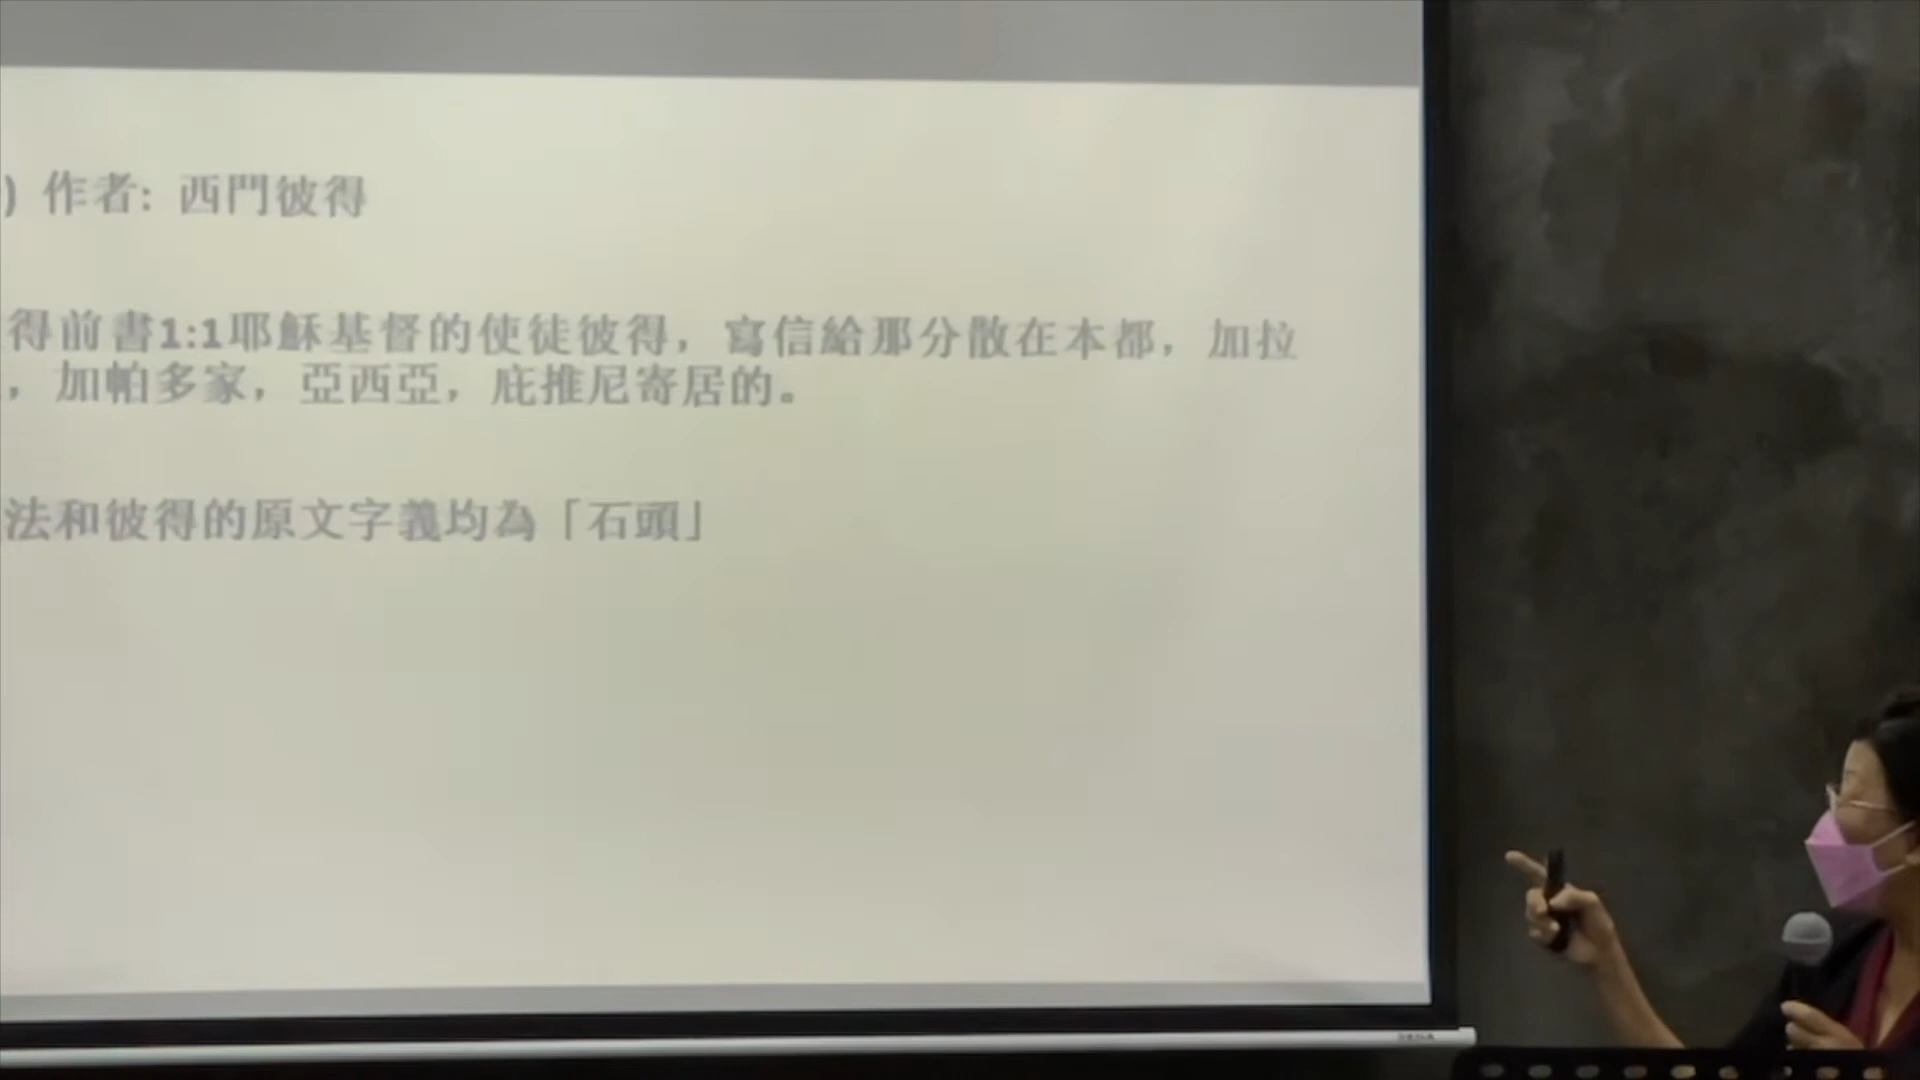 ) 作者: 西門彼得
得前書1:1耶穌基督的使徒彼得，寫信給那分散在本都，加拉
，加帕多家，亞西亞，庇推尼寄居的。
法和彼得的原文字義均為「石頭」